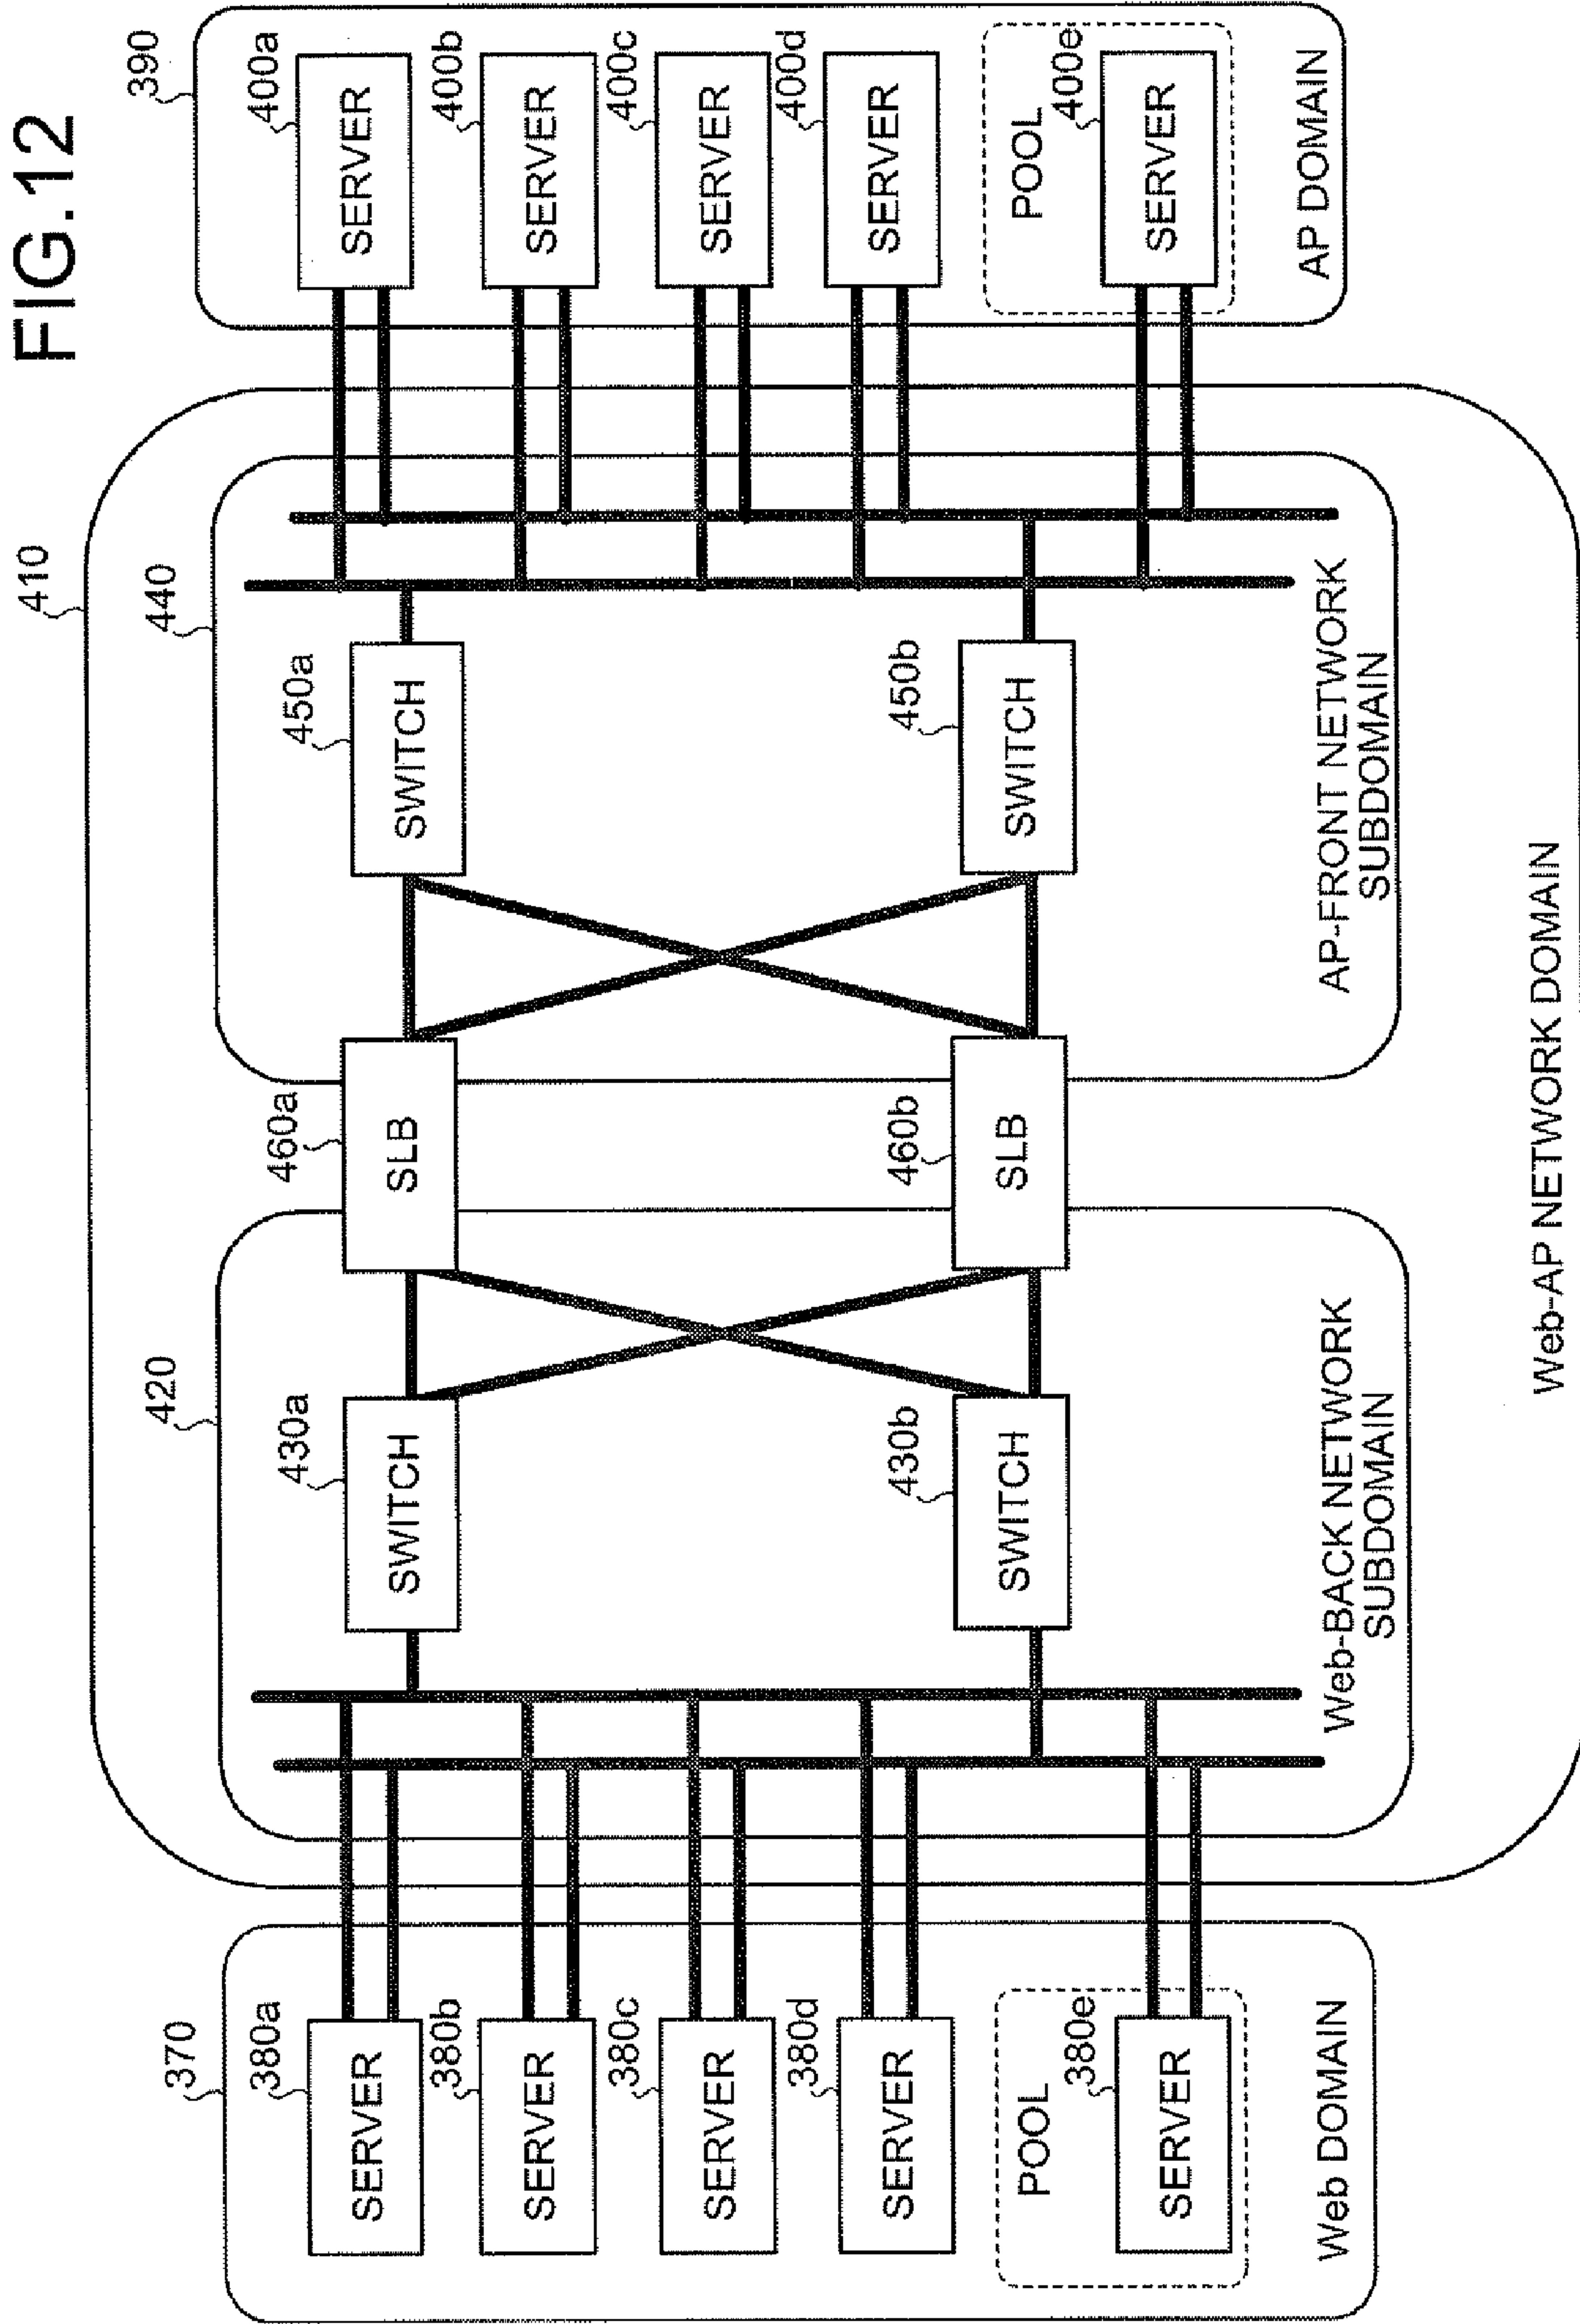 FIG.12
370
380a
SERVER
380b
SERVER
380c
SERVER
380d
SERVER
POOL
380e
SERVER
Web DOMAIN
410
420
430a
SWITCH
430b
SWITCH
Web-BACK NETWORK
SUBDOMAIN
460a
SLB
460b
SLB
440
450a
SWITCH
450b
SWITCH
AP-FRONT NETWORK
SUBDOMAIN
Web-AP NETWORK DOMAIN
390
400a
SERVER
400b
SERVER
400c
SERVER
400d
SERVER
POOL
400e
SERVER
AP DOMAIN